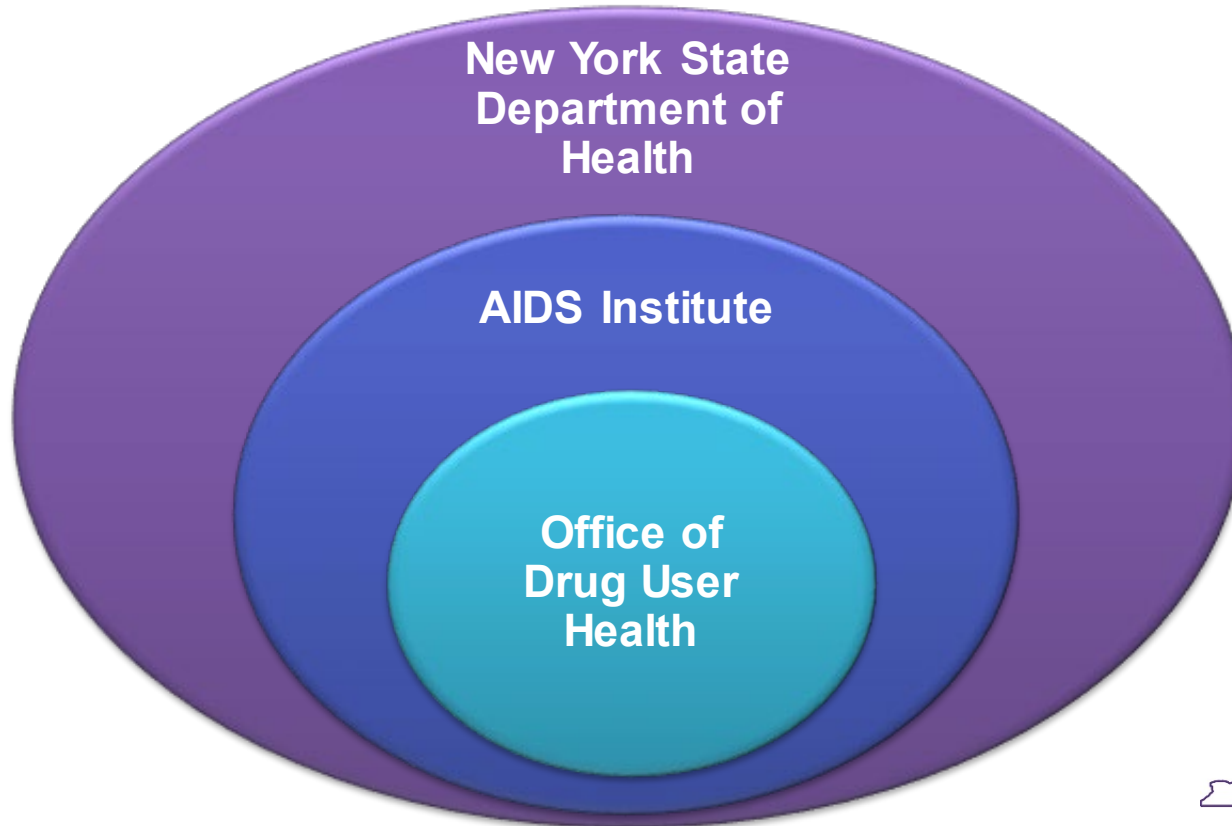 New York State
Department of
Health
AIDS Institute
Office of
Drug User
Health